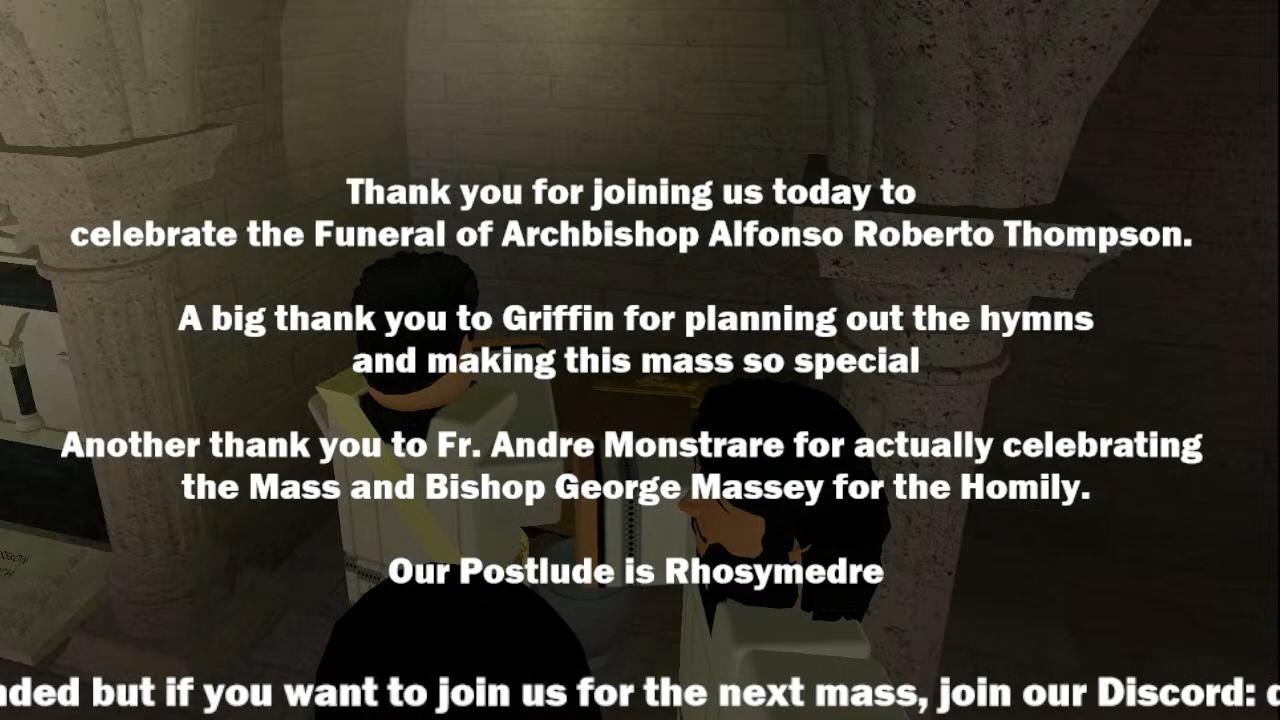 Thank you for joining us today to
celebrate the Funeral of Archbishop Alfonso Roberto Thompson.
A big thank you to Griffin for planning out the hymns
and making this mass so special
Another thank you to Fr. Andre Monstrare for actually celebrating
the Mass and Bishop George Massey for the Homily.
Our Postlude is Rhosymedre
but if you want to join us for the next mass, join our Discord: